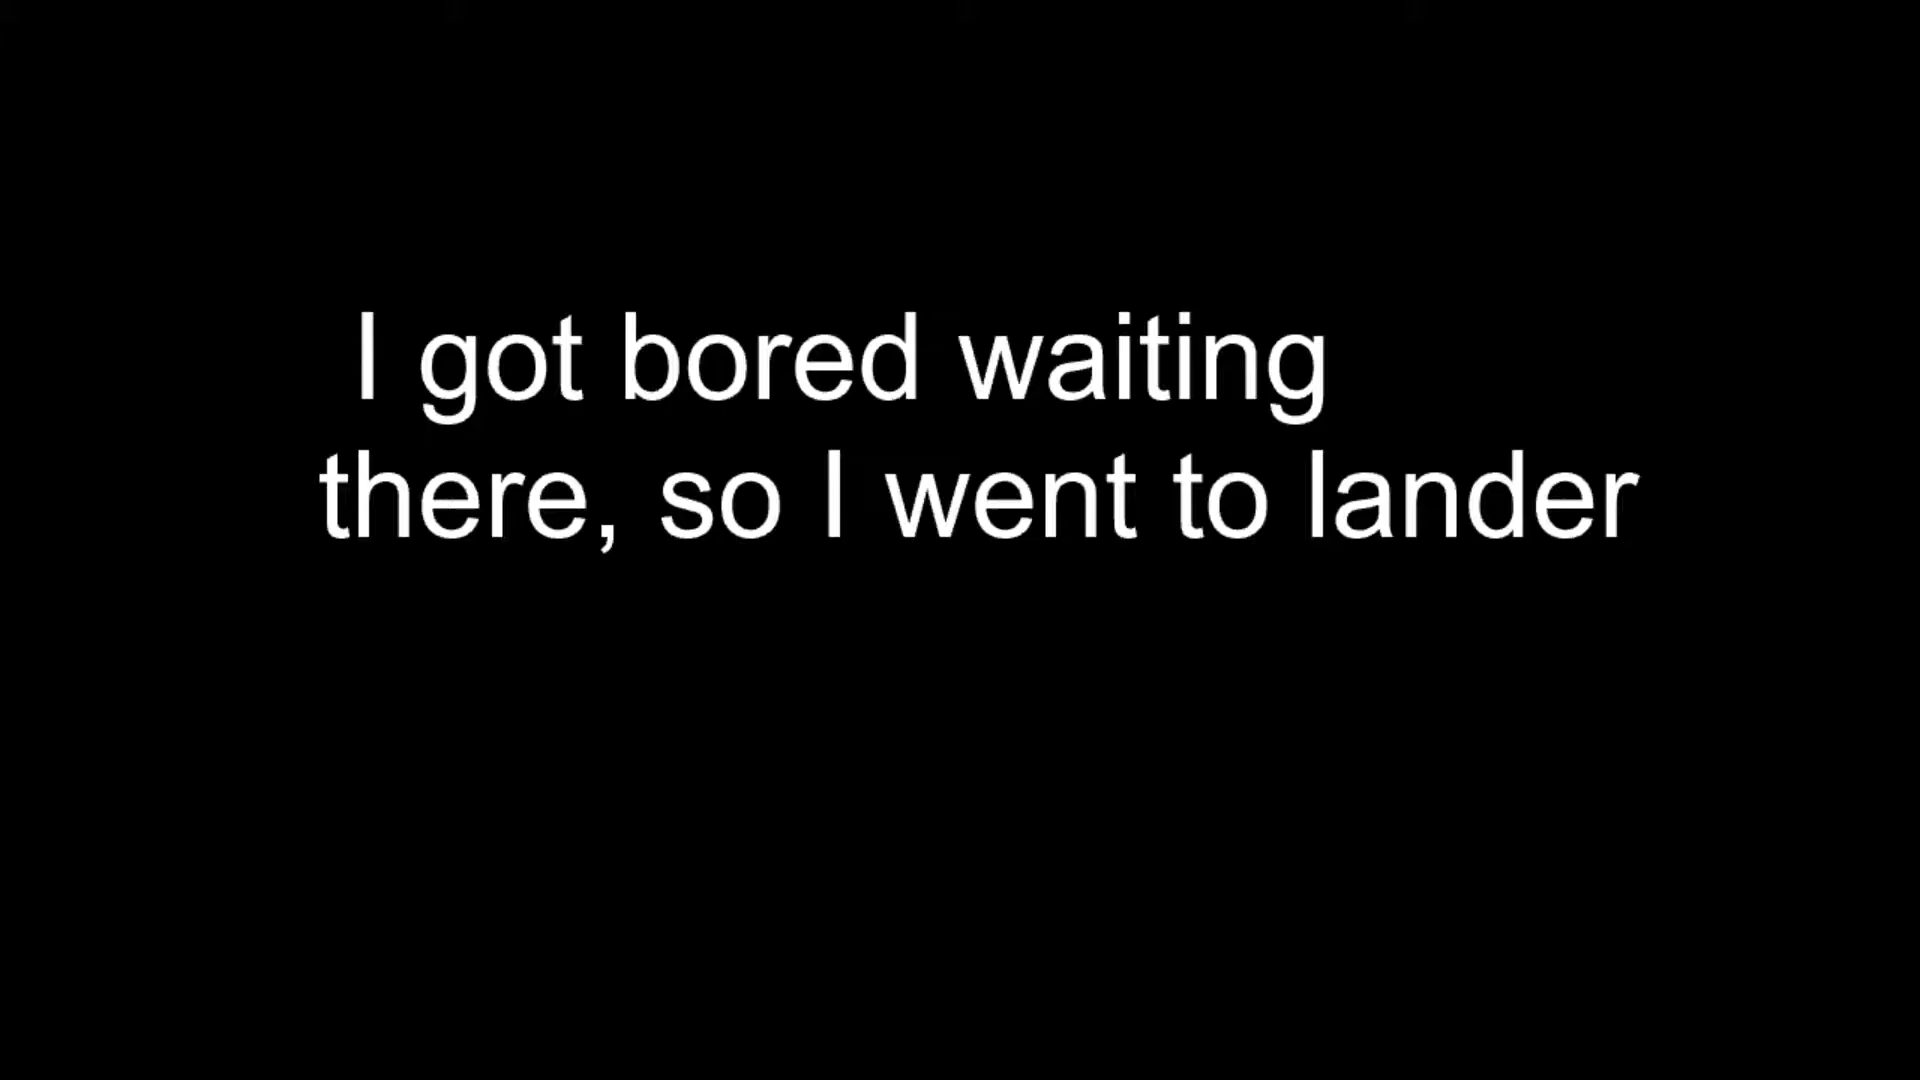 I got bored waiting
there, so I went to lander